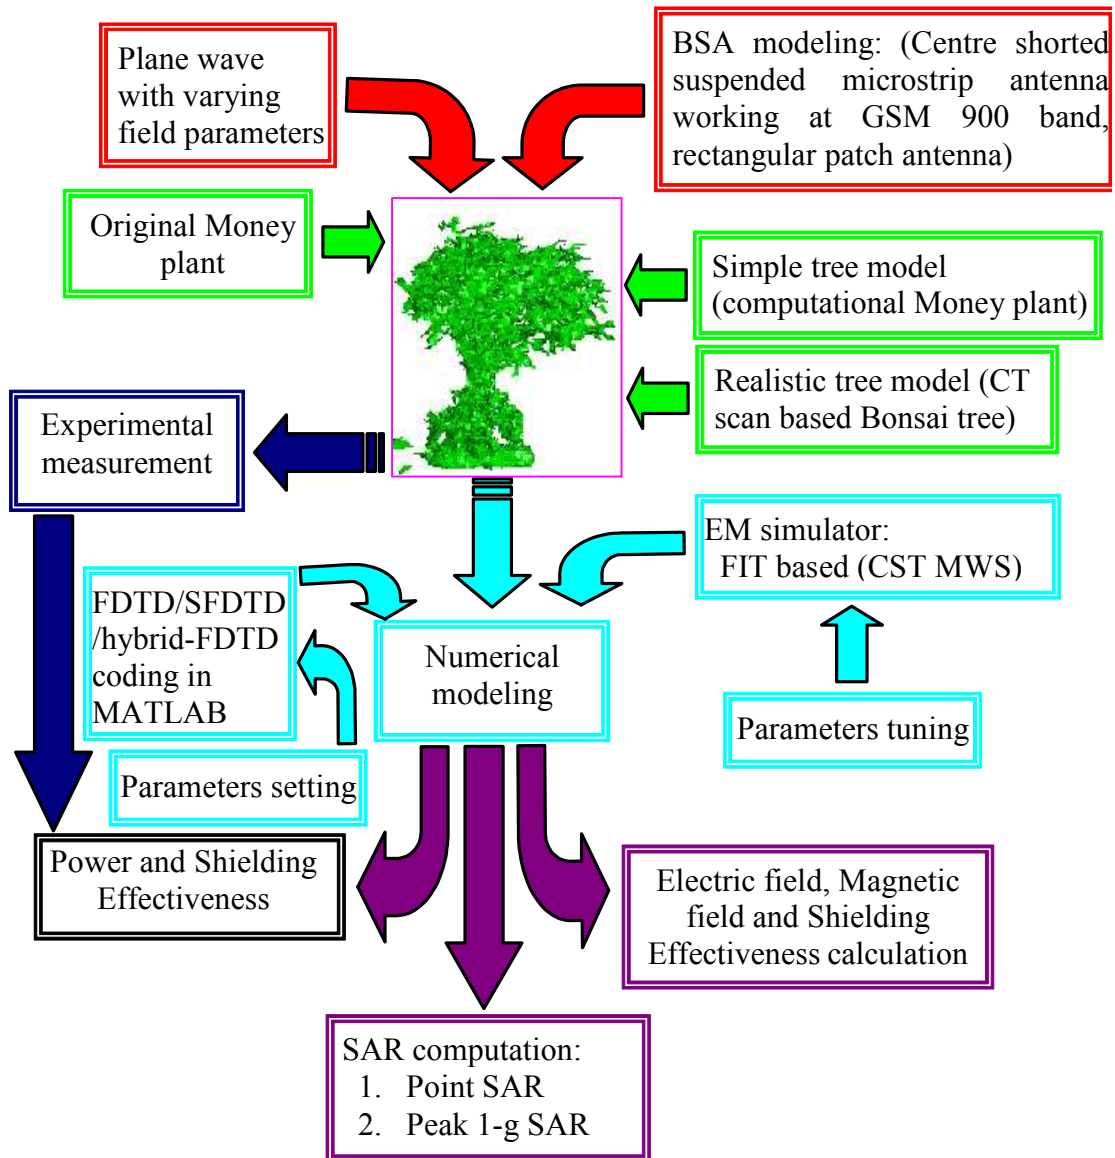 Plane wave
with varying
field parameters
BSA modeling: (Centre shorted
suspended microstrip antenna
working at GSM 900 band,
rectangular patch antenna)
Original Money
plant
Simple tree model
(computational Money plant)
Realistic tree model (CT
scan based Bonsai tree)
Experimental
measurement
EM simulator:
FIT based (CST MWS)
FDTD/SFDTD
/hybrid-FDTD
coding in
MATLAB
Numerical
modeling
Parameters tuning
Parameters setting
Power and Shielding
Effectiveness
Electric field, Magnetic
field and Shielding
Effectiveness calculation
SAR computation:
1. Point SAR
2. Peak 1-g SAR